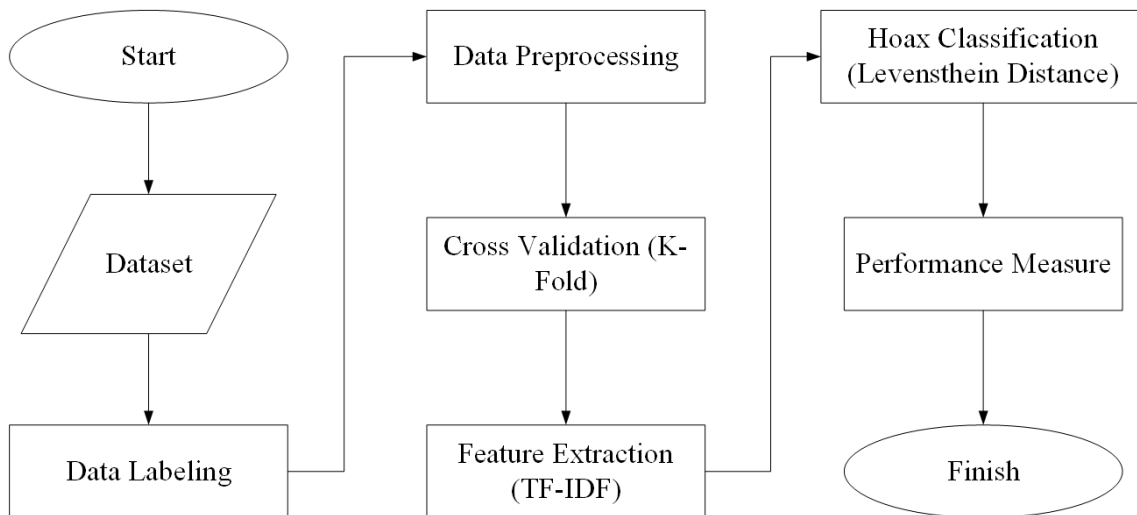 Start
Dataset
Data Labeling
Data Preprocessing
Cross Validation (K-
Fold)
Feature Extraction
(TF-IDF)
Hoax Classification
(Levensthein Distance)
Performance Measure
Finish